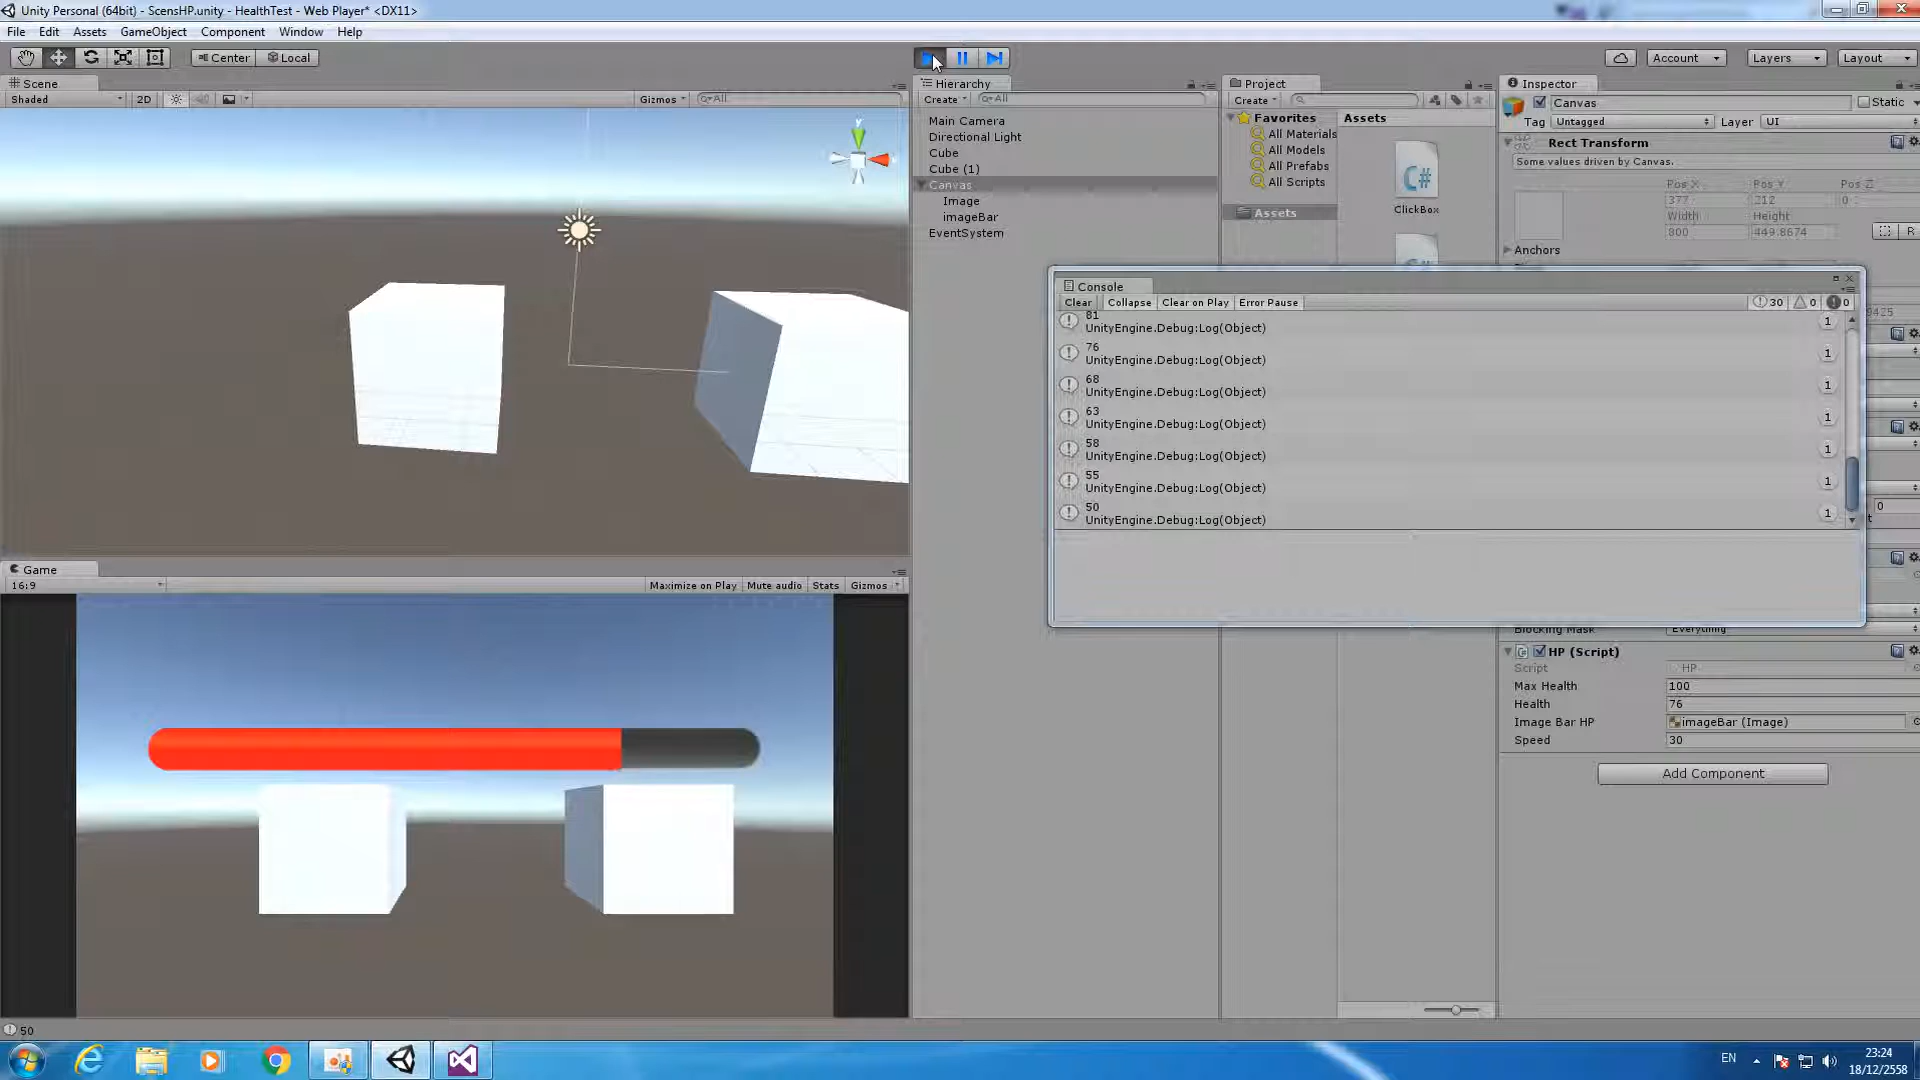 Unity Personal (64bit) - ScensHP.unity - HealthTest - Web Player* <DX11>
File Edit Assets GameObject Component Window Help
Center Local
Account Layers Layout
Scene
Shaded 2D Gizmos All
Hierarchy
Create All
Main Camera
Directional Light
Cube
Cube (1)
Canvas
Image
imageBar
EventSystem
Project
Create
Favorites
All Materials
All Models
All Prefabs
All Scripts
Assets
Assets
C#
ClickBox
Inspector
Canvas Static
Tag Untagged Layer UI
Rect Transform
Some values driven by Canvas.
Pos X Pos Y Pos Z
377 212 0
Width Height
800 449.8674
R
Anchors
Console
Clear Collapse Clear on Play Error Pause 30 0 0
81
UnityEngine.Debug:Log(Object) 1
76
UnityEngine.Debug:Log(Object) 1
68
UnityEngine.Debug:Log(Object) 1
63
UnityEngine.Debug:Log(Object) 1
58
UnityEngine.Debug:Log(Object) 1
55
UnityEngine.Debug:Log(Object) 1
50
UnityEngine.Debug:Log(Object) 1
Blocking Mask Everything
HP (Script)
Script HP
Max Health 100
Health 76
Image Bar HP imageBar (Image)
Speed 30
Add Component
Game
16:9 Maximize on Play Mute audio Stats Gizmos
50
EN
23:24
18/12/2558